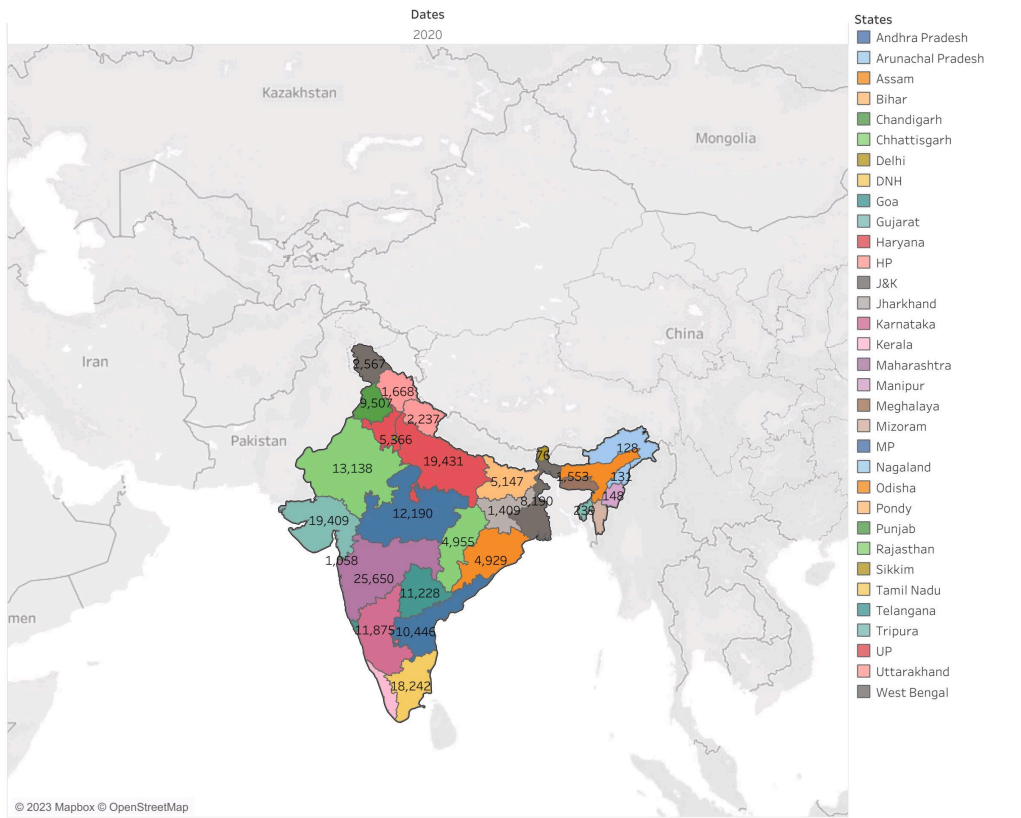 Dates
2020
States
Andhra Pradesh
Arunachal Pradesh
Assam
Bihar
Chandigarh
Chhattisgarh
Delhi
DNH
Goa
Gujarat
Haryana
HP
J&K
Jharkhand
Karnataka
Kerala
Maharashtra
Manipur
Meghalaya
Mizoram
MP
Nagaland
Odisha
Pondy
Punjab
Rajasthan
Sikkim
Tamil Nadu
Telangana
Tripura
UP
Uttarakhand
West Bengal
Kazakhstan
Mongolia
China
Iran
Pakistan
men
2,567
1,668
9,507
2,237
5,366
19,431
13,138
76
128
1,553
131
5,147
148
8,190
1,409
239
19,409
12,190
4,955
1,058
4,929
25,650
11,228
11,875
10,446
18,242
© 2023 Mapbox © OpenStreetMap